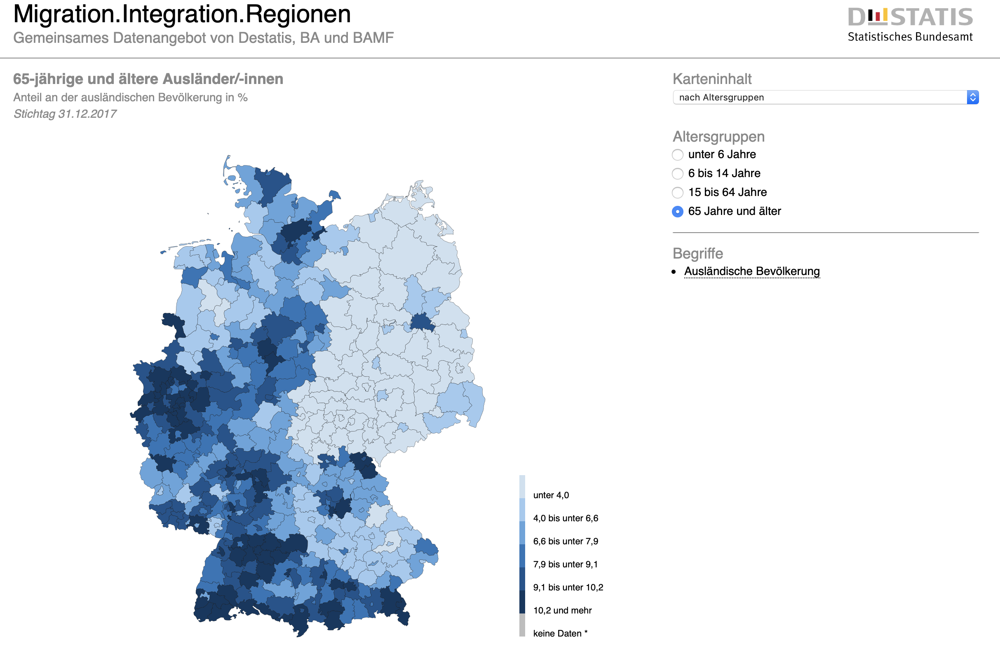 Migration.Integration.Regionen
Gemeinsames Datenangebot von Destatis, BA und BAMF
DESTATIS
Statistisches Bundesamt
65-jährige und ältere Ausländer/-innen
Anteil an der ausländischen Bevölkerung in %
Stichtag 31.12.2017
Karteninhalt
nach Altersgruppen
Altersgruppen
unter 6 Jahre
6 bis 14 Jahre
15 bis 64 Jahre
65 Jahre und älter
Begriffe
• Ausländische Bevölkerung
unter 4,0
4,0 bis unter 6,6
6,6 bis unter 7,9
7,9 bis unter 9,1
9,1 bis unter 10,2
10,2 und mehr
keine Daten *